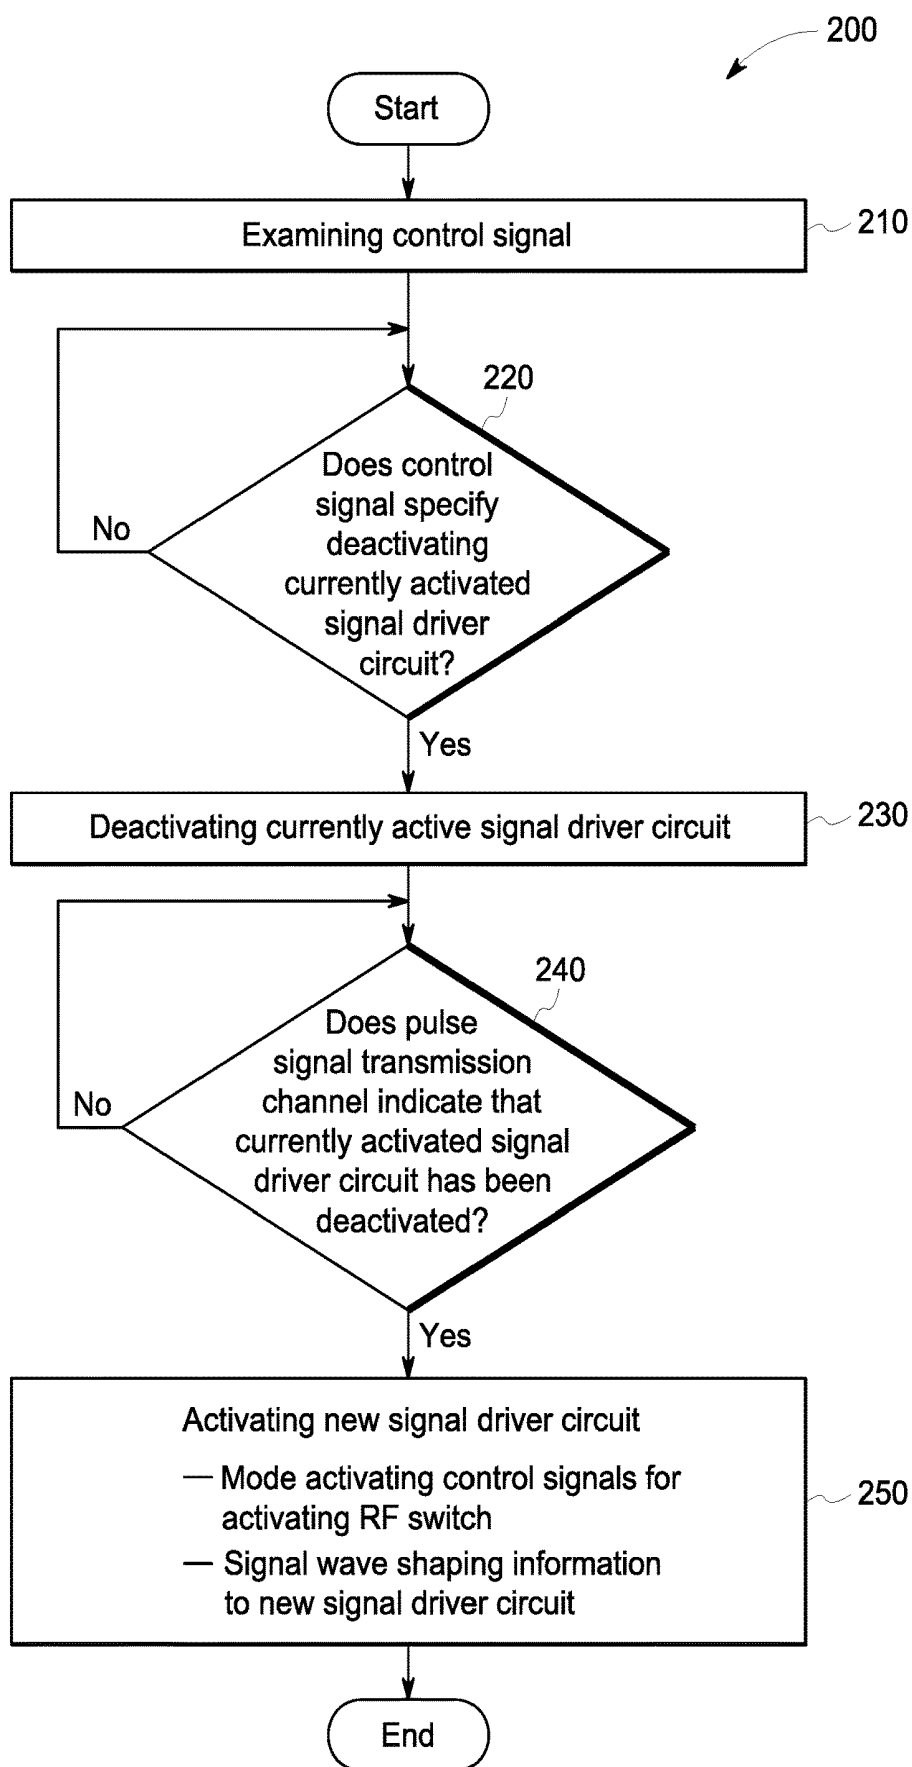 200
Start
Examining control signal
210
220
Does control
signal specify
deactivating
currently activated
signal driver
circuit?
No
Yes
Deactivating currently active signal driver circuit
230
240
Does pulse
signal transmission
channel indicate that
currently activated signal
driver circuit has been
deactivated?
No
Yes
Activating new signal driver circuit
— Mode activating control signals for
activating RF switch
— Signal wave shaping information
to new signal driver circuit
250
End